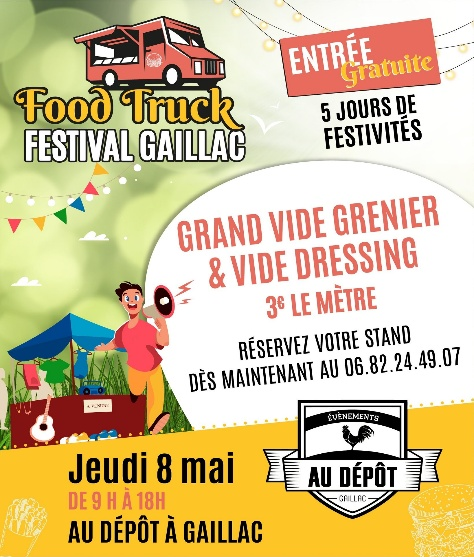 Food Truck
FESTIVAL GAILLAC
ENTRÉE
Gratuite
5 JOURS DE
FESTIVITÉS
GRAND VIDE GRENIER
& VIDE DRESSING
3€ LE MÈTRE
RÉSERVEZ VOTRE STAND
DÈS MAINTENANT AU 06.82.24.49.07
Jeudi 8 mai
DE 9 H À 18H
AU DÉPÔT À GAILLAC
ÉVÈNEMENTS
AU DÉPÔT
GAILLAC